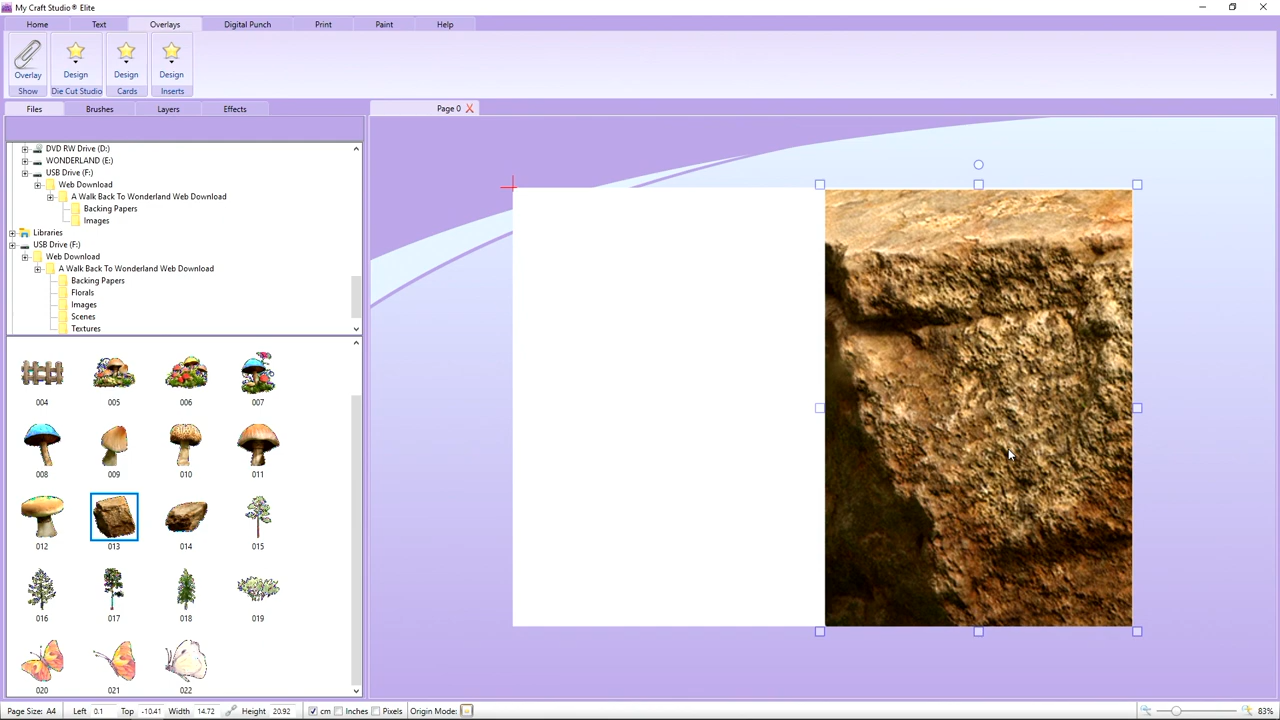 My Craft Studio® Elite
Home Text Overlays Digital Punch Print Paint Help
Overlay Design Design Design
Show Die Cut Studio Cards Inserts
Files Brushes Layers Effects
Page 0
DVD RW Drive (D:)
WONDERLAND (E:)
USB Drive (F:)
Web Download
A Walk Back To Wonderland Web Download
Backing Papers
Images
Libraries
USB Drive (F:)
Web Download
A Walk Back To Wonderland Web Download
Backing Papers
Florals
Images
Scenes
Textures
004 005 006 007
008 009 010 011
012 013 014 015
016 017 018 019
020 021 022
Page Size: A4 Left 0.1 Top -10.41 Width 14.72 Height 20.92 cm Inches Pixels Origin Mode: 83%